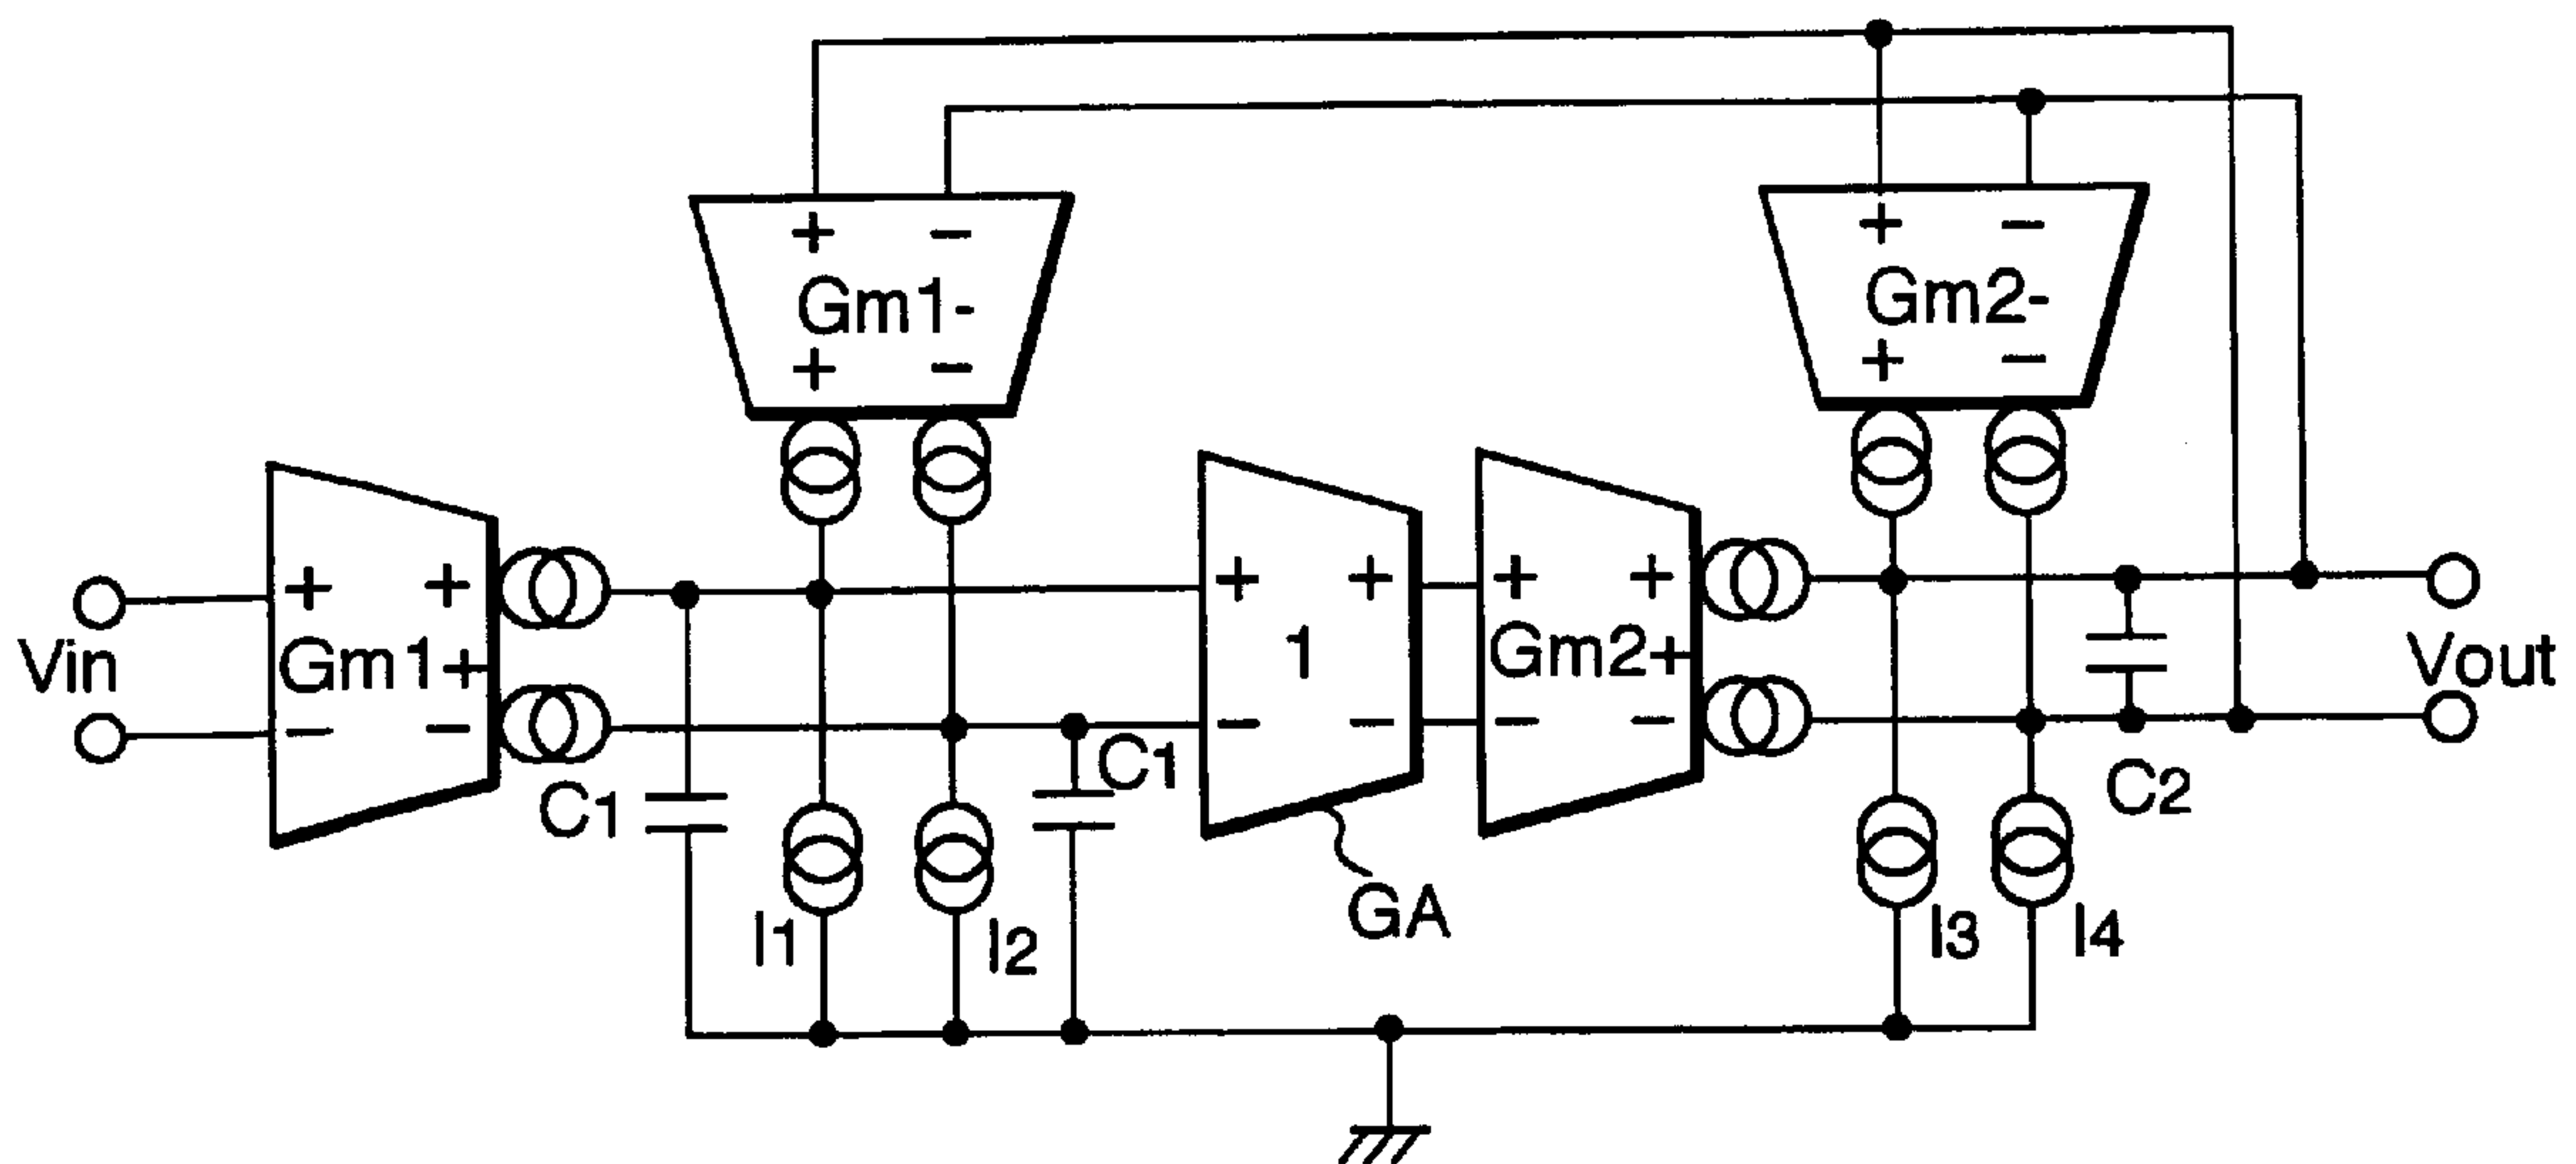 + −
Gm1-
+ −
+ −
Gm2-
+ −
Vin
+ +
Gm1+
− −
+ +
1
− −
+ +
Gm2+
− −
Vout
C1
C1
C2
I1
I2
GA
I3
I4